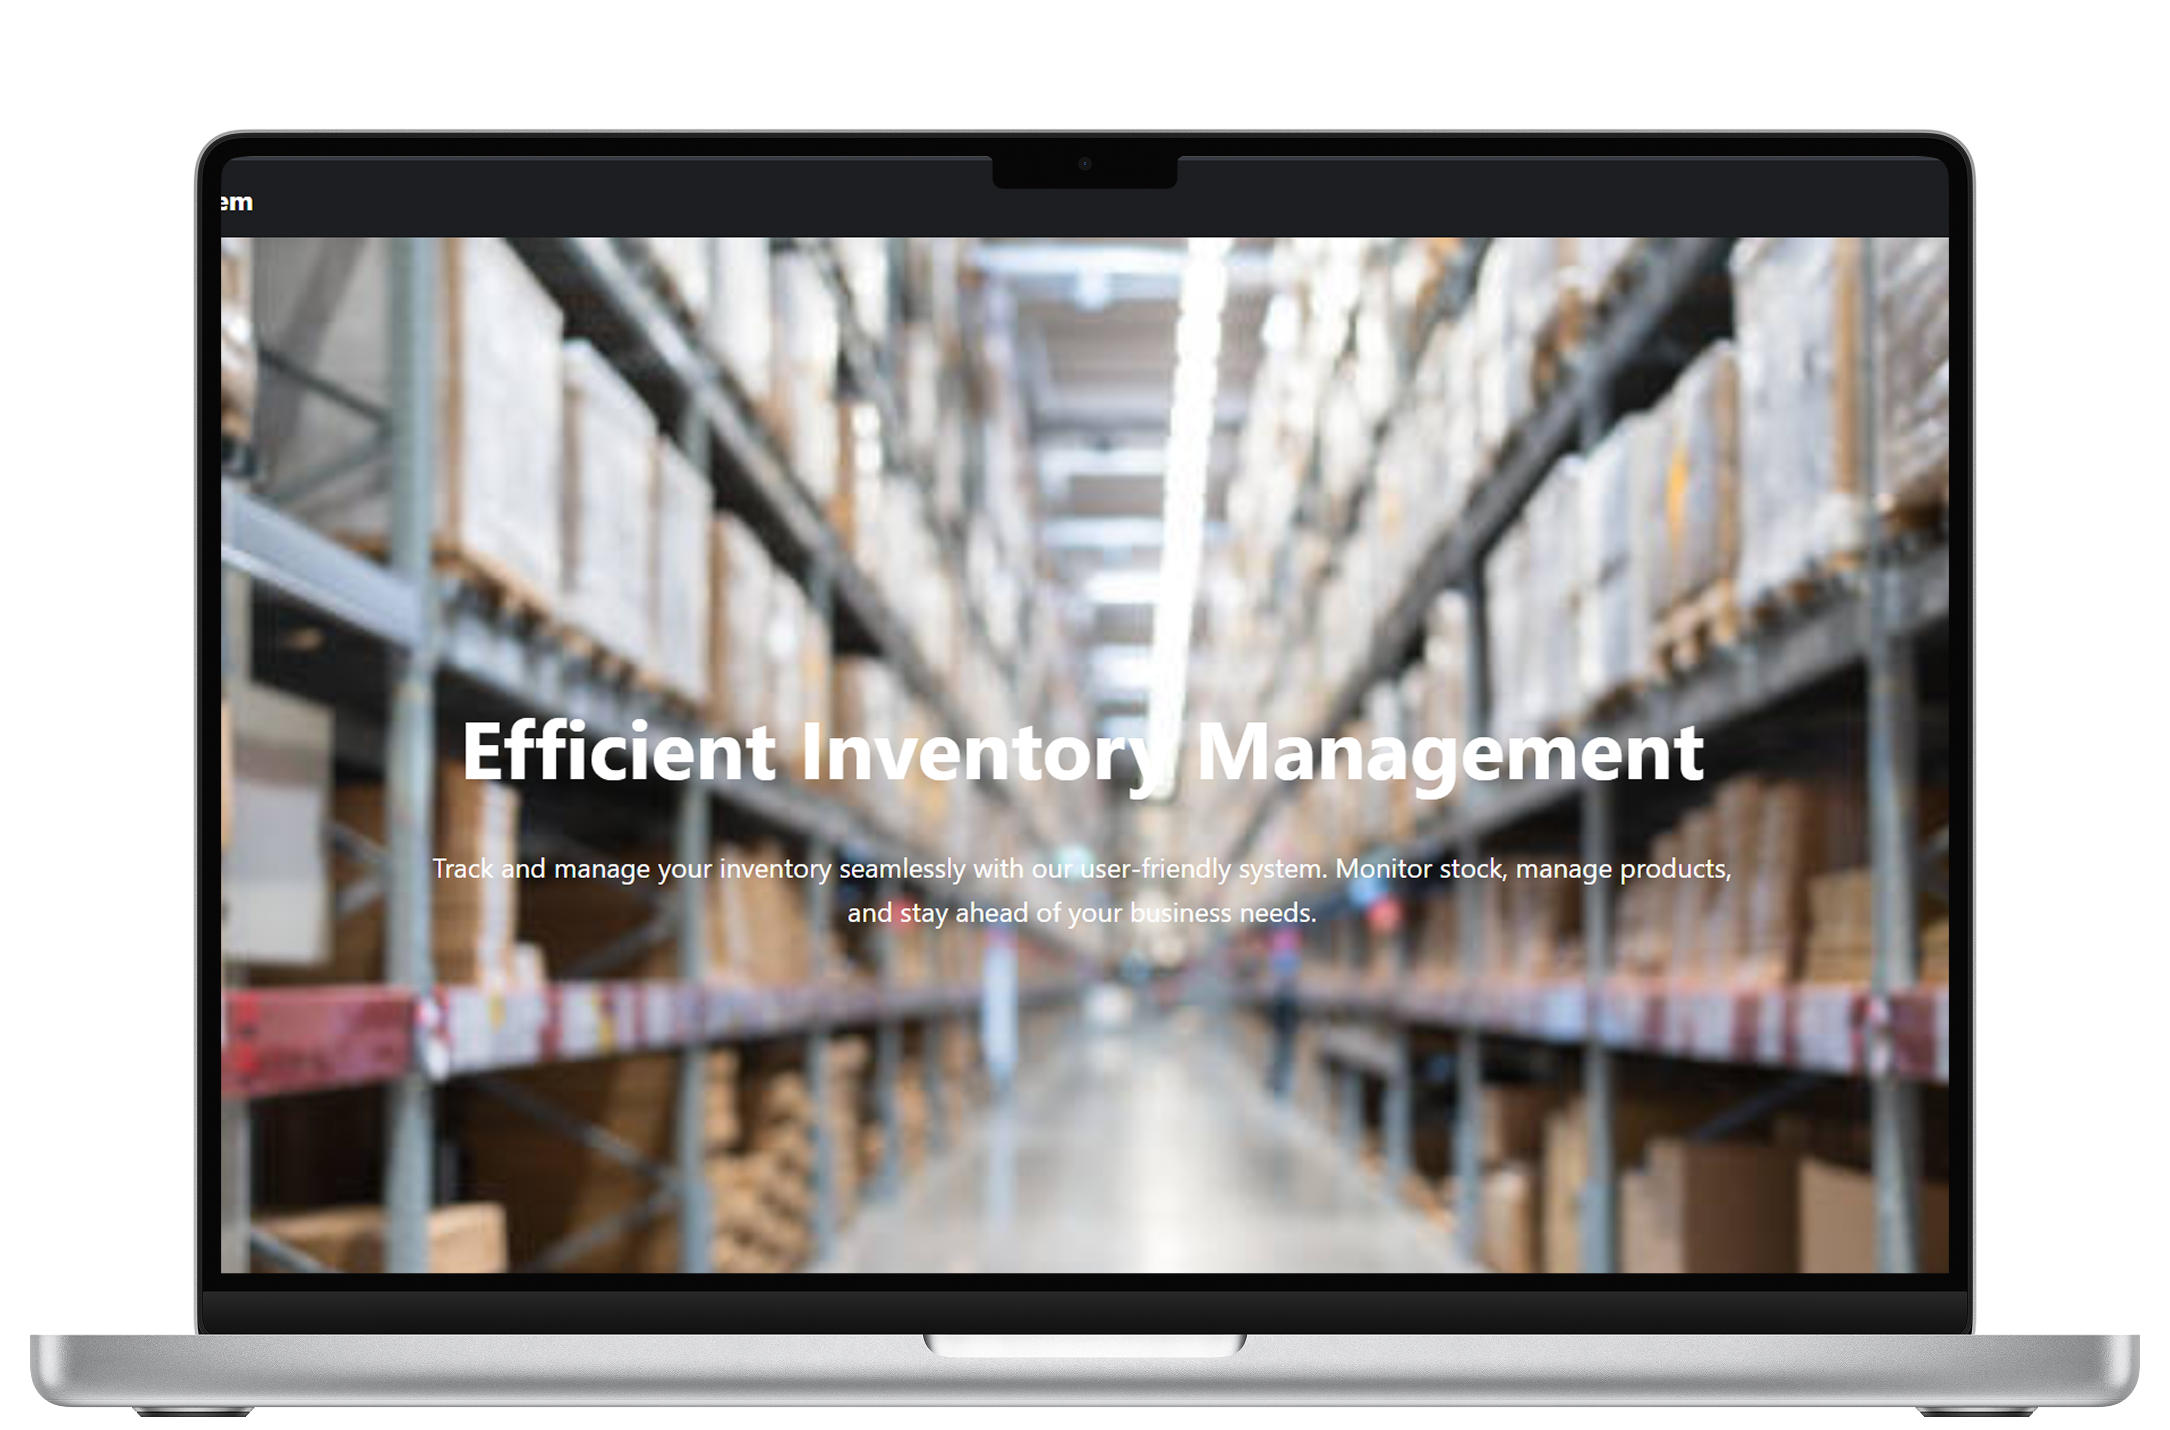 em
Efficient Inventory Management
Track and manage your inventory seamlessly with our user-friendly system. Monitor stock, manage products,
and stay ahead of your business needs.